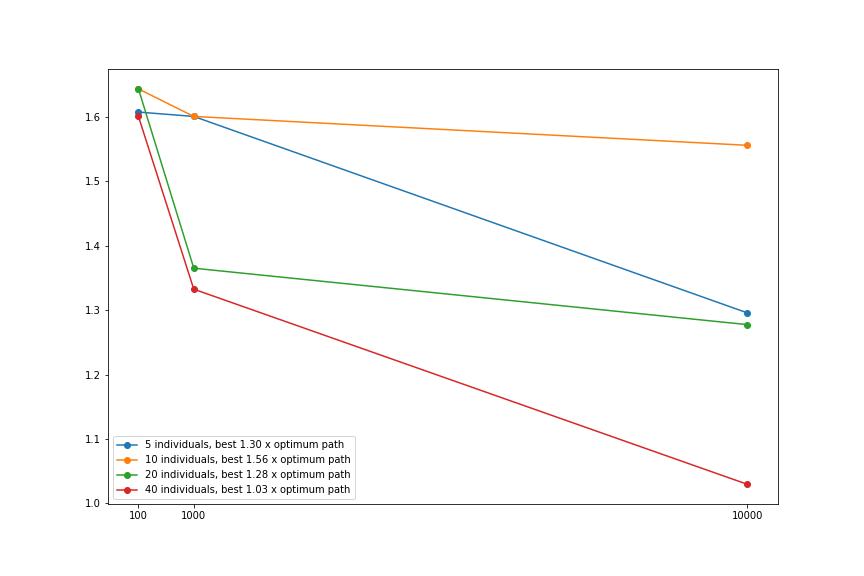 1.6
1.5
1.4
1.3
1.2
1.1
1.0
5 individuals, best 1.30 x optimum path
10 individuals, best 1.56 x optimum path
20 individuals, best 1.28 x optimum path
40 individuals, best 1.03 x optimum path
100 1000 10000